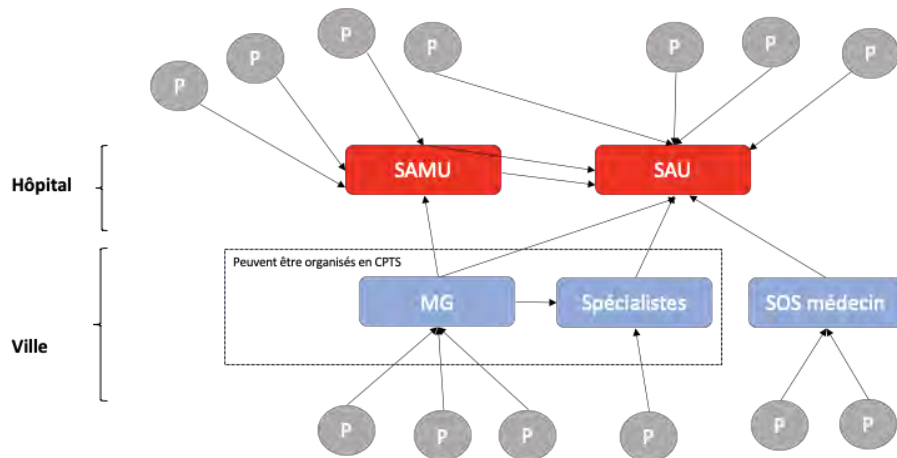 P
P
P
P
P
P
P
P
Hôpital
SAMU
SAU
Peuvent être organisés en CPTS
MG
Spécialistes
SOS médecin
Ville
P
P
P
P
P
P